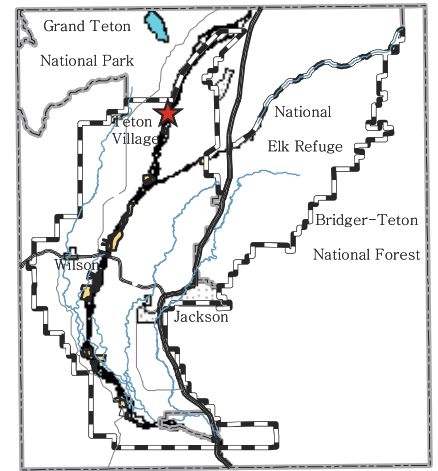 Grand Teton
National Park
Teton
Village
National
Elk Refuge
Bridger-Teton
National Forest
Wilson
Jackson